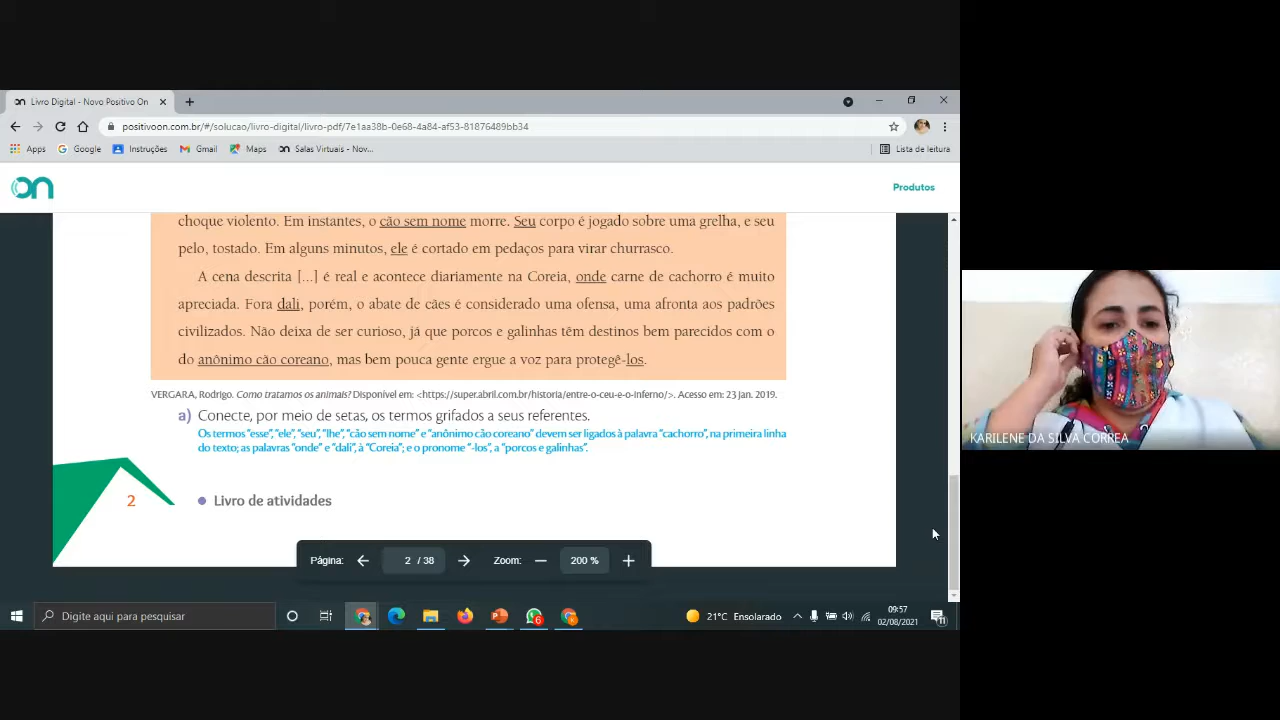 Livro Digital - Novo Positivo On
positivoon.com.br/#/solucao/livro-digital/livro-pdf/7e1aa38b-0e68-4a84-af53-81876489bb34
Apps Google Instruções Gmail Maps Salas Virtuais - Nov... Lista de leitura
on Produtos
choque violento. Em instantes, o cão sem nome morre. Seu corpo é jogado sobre uma grelha, e seu
pelo, tostado. Em alguns minutos, ele é cortado em pedaços para virar churrasco.
A cena descrita [...] é real e acontece diariamente na Coreia, onde carne de cachorro é muito
apreciada. Fora dali, porém, o abate de cães é considerado uma ofensa, uma afronta aos padrões
civilizados. Não deixa de ser curioso, já que porcos e galinhas têm destinos bem parecidos com o
do anônimo cão coreano, mas bem pouca gente ergue a voz para protegê-los.
VERGARA, Rodrigo. Como tratamos os animais? Disponível em: <https://super.abril.com.br/historia/entre-o-ceu-e-o-inferno/>. Acesso em: 23 jan. 2019.
a) Conecte, por meio de setas, os termos grifados a seus referentes.
Os termos "esse", "ele", "seu", "lhe", "cão sem nome" e "anônimo cão coreano" devem ser ligados à palavra "cachorro", na primeira linha
do texto; as palavras "onde" e "dali", à "Coreia"; e o pronome "-los", a "porcos e galinhas".
2 Livro de atividades
Página: 2 / 38 Zoom: 200 %
KARILENE DA SILVA CORREA
Digite aqui para pesquisar
6
21°C Ensolarado
09:57
02/08/2021
11